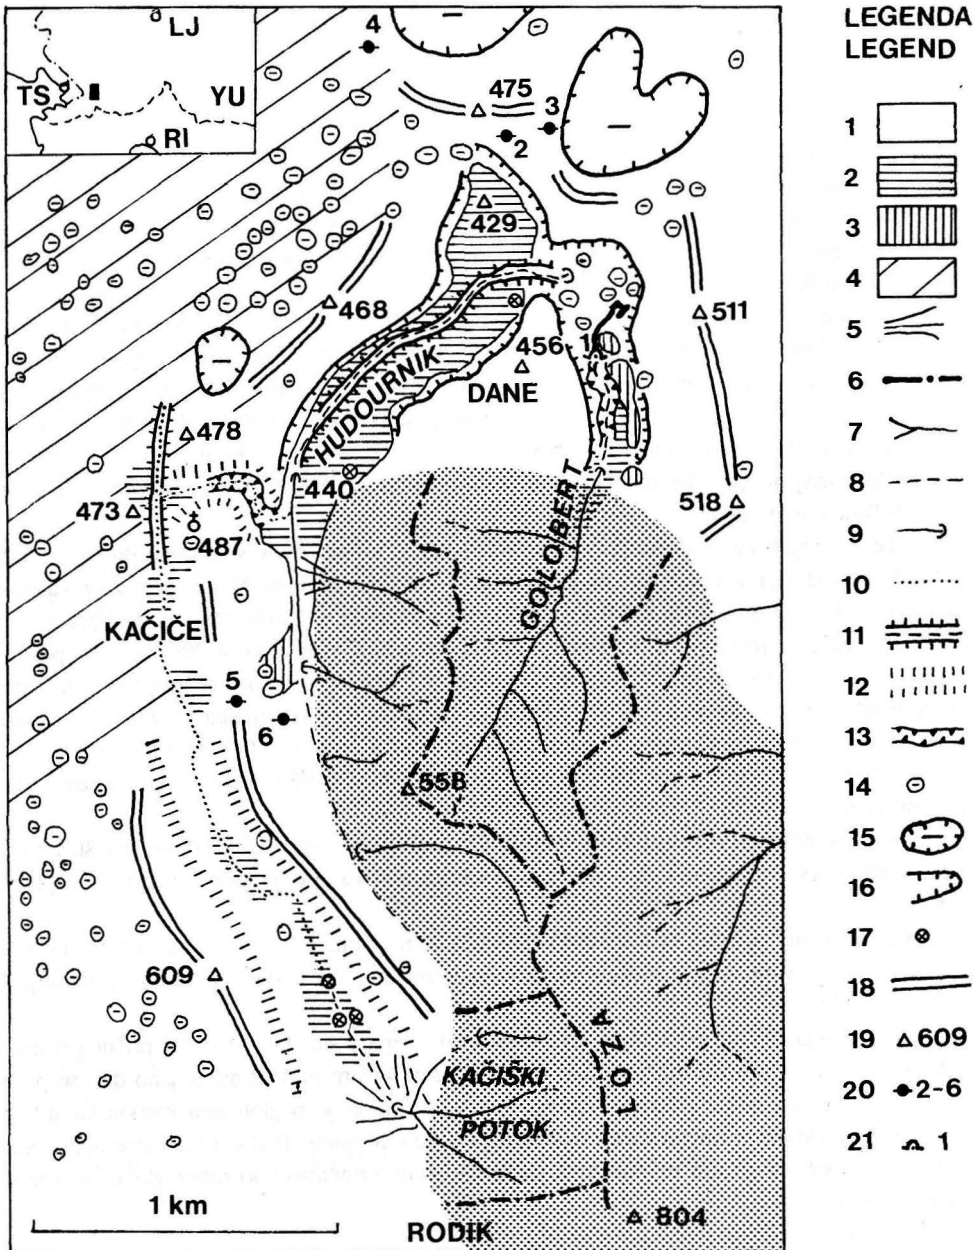 LJ
TS
YU
RI
4
475
3
2
429
468
511
456
1
DANE
HUDOURNIK
478
440
473
518
487
GOLOBERT
KAČIČE
5
6
558
609
KAČIŠKI
POTOK
LOZA
1 km
RODIK
804
LEGENDA
LEGEND
1
2
3
4
5
6
7
8
9
10
11
12
13
14
15
16
17
18
19 609
20 2-6
21 1